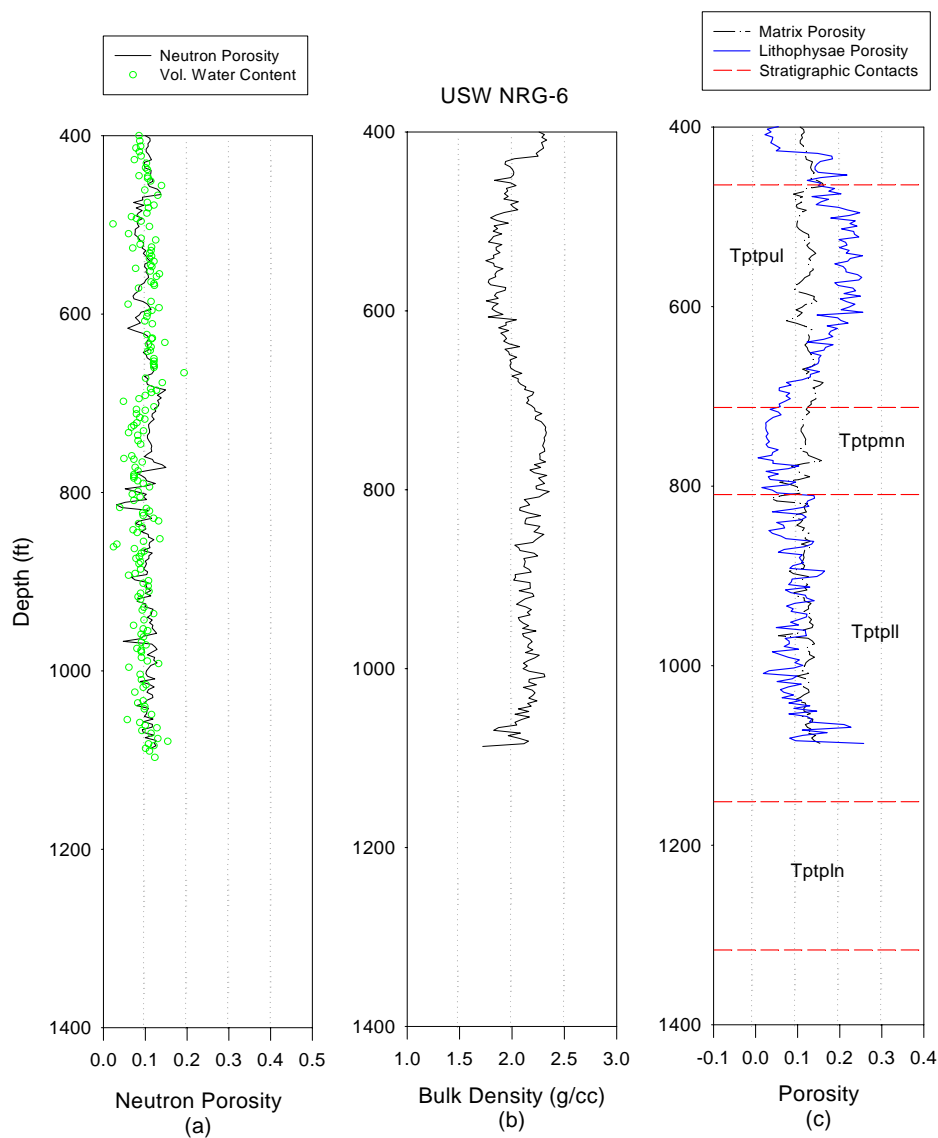 Neutron Porosity
Vol. Water Content
Matrix Porosity
Lithophysae Porosity
Stratigraphic Contacts
USW NRG-6
400
600
800
1000
1200
1400
Depth (ft)
0.0 0.1 0.2 0.3 0.4 0.5
Neutron Porosity
(a)
400
600
800
1000
1200
1400
1.0 1.5 2.0 2.5 3.0
Bulk Density (g/cc)
(b)
400
600
800
1000
1200
1400
Tptpul
Tptpmn
Tptpll
Tptpln
-0.1 0.0 0.1 0.2 0.3 0.4
Porosity
(c)